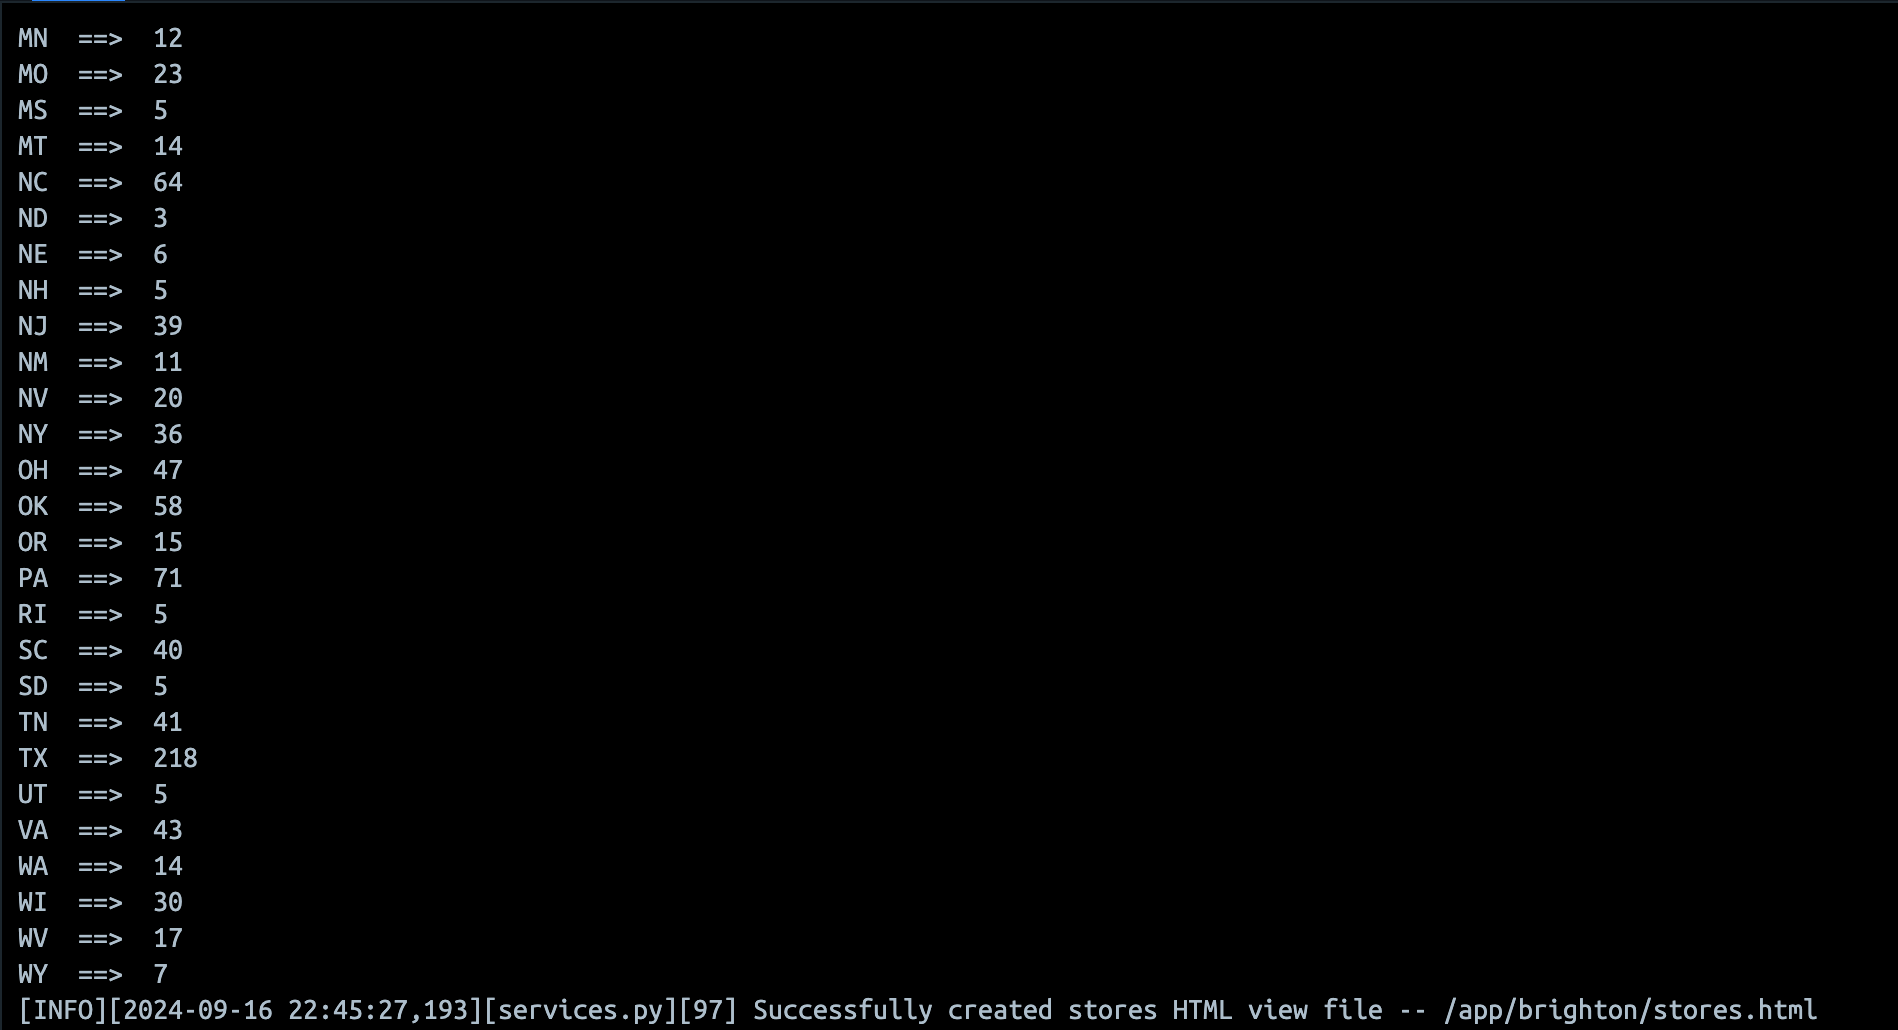 MN  ==>  12
MO  ==>  23
MS  ==>  5
MT  ==>  14
NC  ==>  64
ND  ==>  3
NE  ==>  6
NH  ==>  5
NJ  ==>  39
NM  ==>  11
NV  ==>  20
NY  ==>  36
OH  ==>  47
OK  ==>  58
OR  ==>  15
PA  ==>  71
RI  ==>  5
SC  ==>  40
SD  ==>  5
TN  ==>  41
TX  ==>  218
UT  ==>  5
VA  ==>  43
WA  ==>  14
WI  ==>  30
WV  ==>  17
WY  ==>  7
[INFO][2024-09-16 22:45:27,193][services.py][97] Successfully created stores HTML view file -- /app/brighton/stores.html